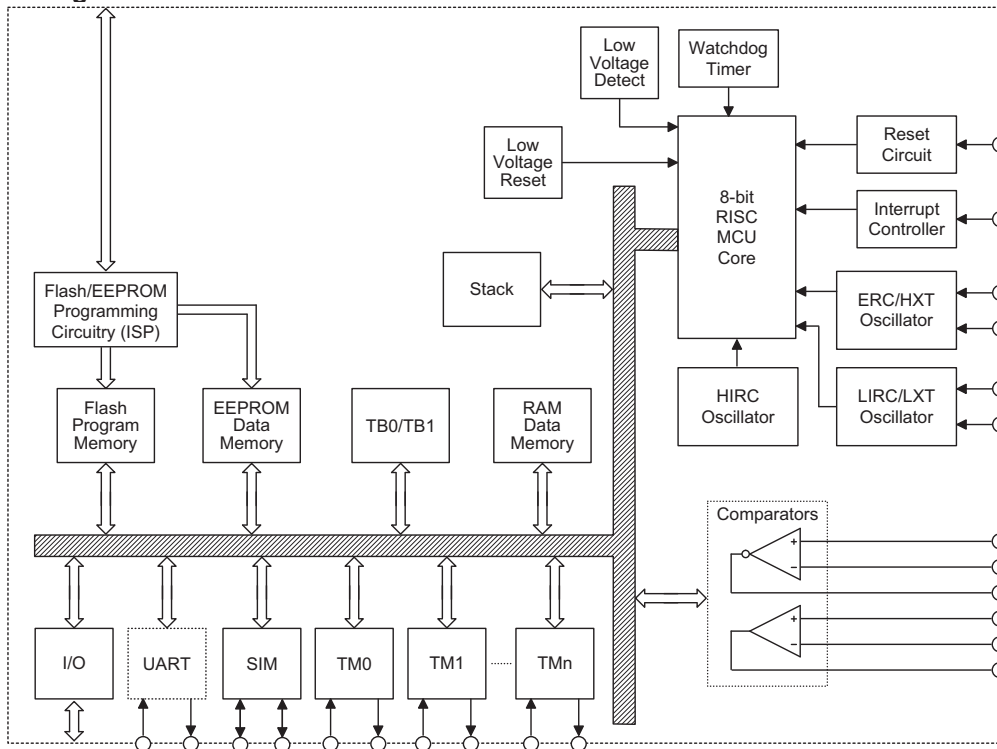 Low
Voltage
Detect
Watchdog
Timer
Low
Voltage
Reset
8-bit
RISC
MCU
Core
Reset
Circuit
Interrupt
Controller
Stack
Flash/EEPROM
Programming
Circuitry (ISP)
ERC/HXT
Oscillator
HIRC
Oscillator
LIRC/LXT
Oscillator
Flash
Program
Memory
EEPROM
Data
Memory
TB0/TB1
RAM
Data
Memory
Comparators
+
−
+
−
I/O
UART
SIM
TM0
TM1
TMn